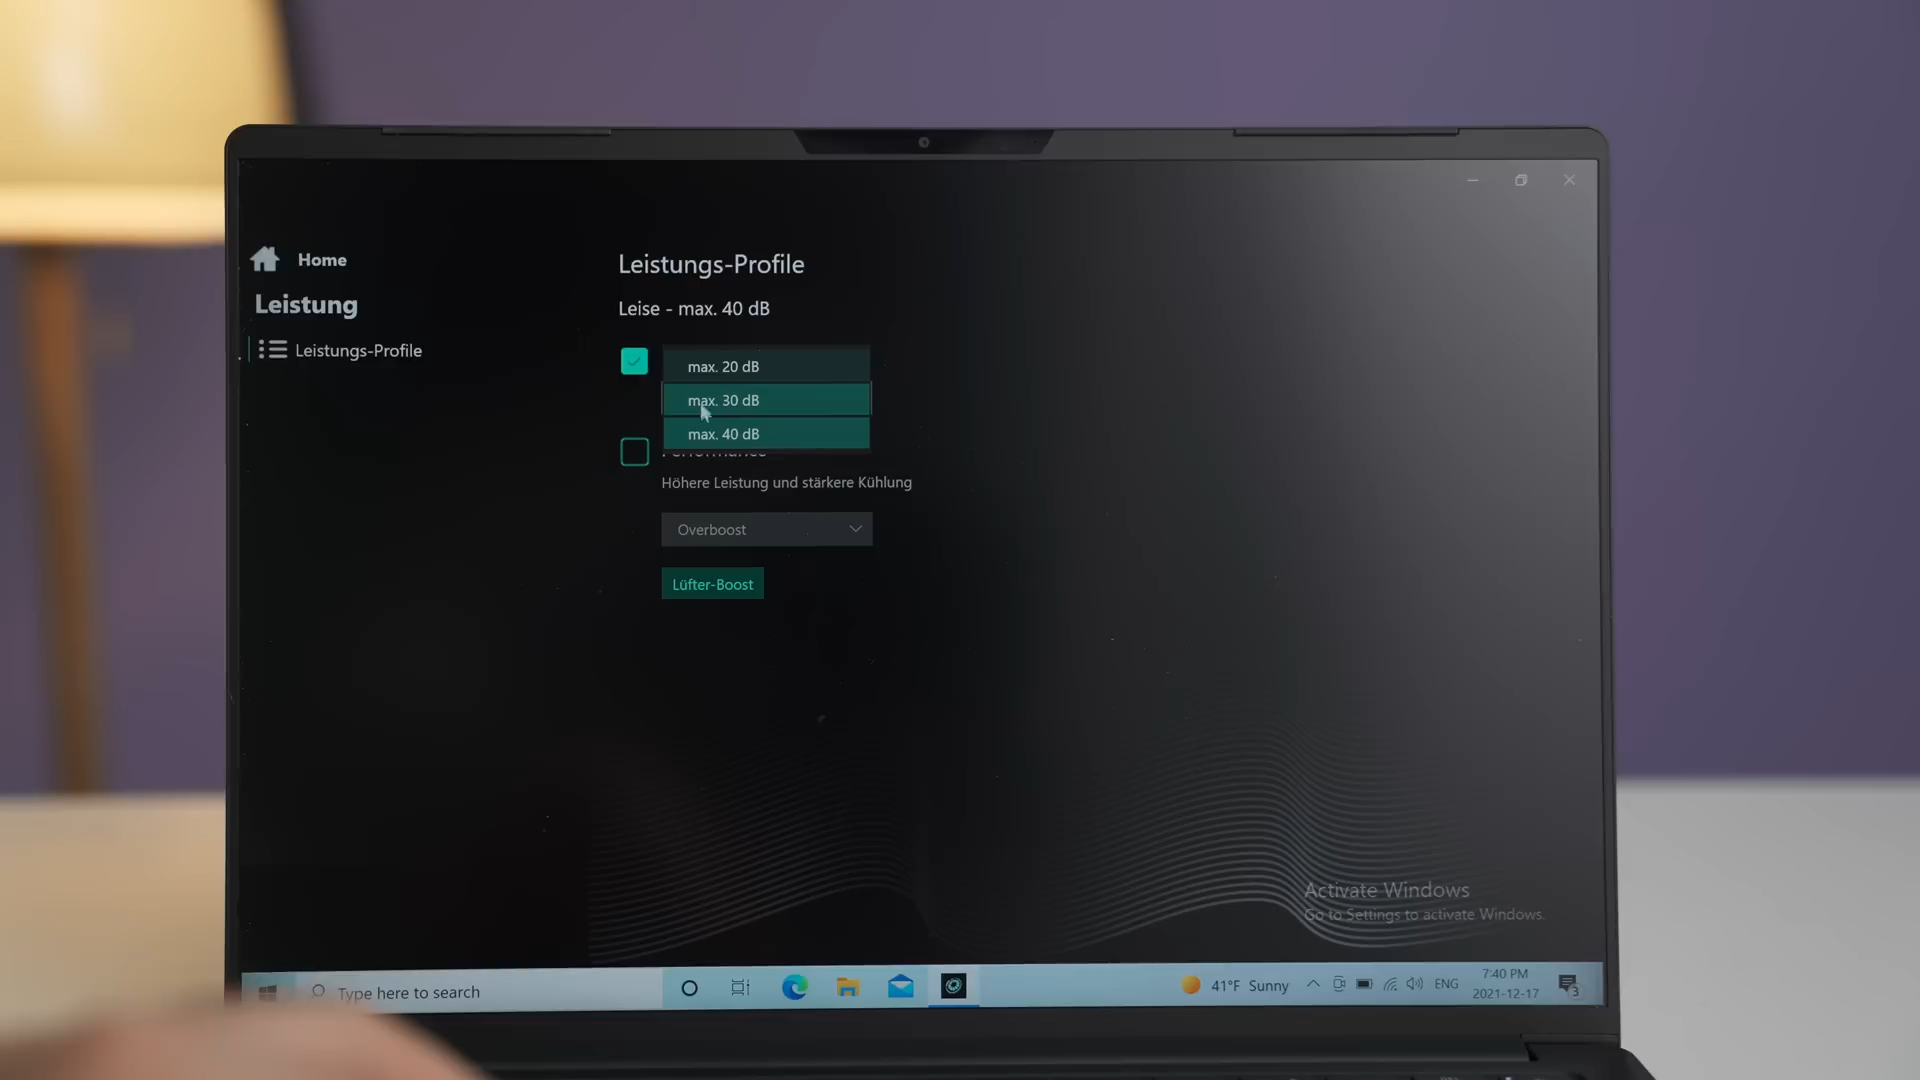 Home
Leistung
Leistungs-Profile
Leistungs-Profile
Leise - max. 40 dB
max. 20 dB
max. 30 dB
max. 40 dB
Performance
Höhere Leistung und stärkere Kühlung
Overboost
Lüfter-Boost
Activate Windows
Go to Settings to activate Windows.
Type here to search
41°F Sunny
ENG
7:40 PM
2021-12-17
3